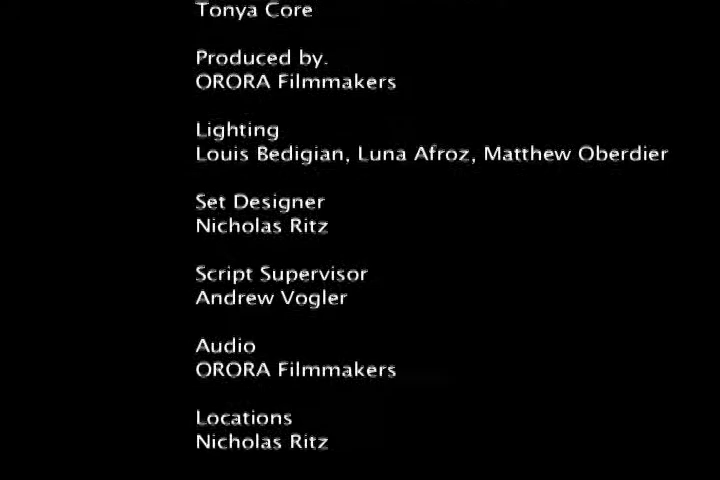 Tonya Core
Produced by.
ORORA Filmmakers
Lighting
Louis Bedigian, Luna Afroz, Matthew Oberdier
Set Designer
Nicholas Ritz
Script Supervisor
Andrew Vogler
Audio
ORORA Filmmakers
Locations
Nicholas Ritz